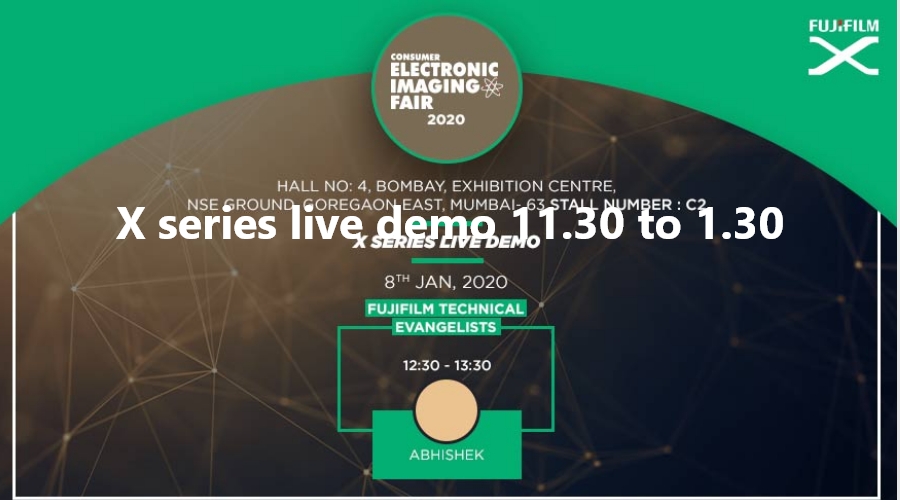 FUJIFILM
X
CONSUMER
ELECTRONIC
IMAGING
FAIR
2020
HALL NO: 4, BOMBAY, EXHIBITION CENTRE,
NSE GROUND, GOREGAON EAST, MUMBAI- 63 STALL NUMBER : C2
X series live demo 11.30 to 1.30
X SERIES LIVE DEMO
8TH JAN, 2020
FUJIFILM TECHNICAL
EVANGELISTS
12:30 - 13:30
ABHISHEK